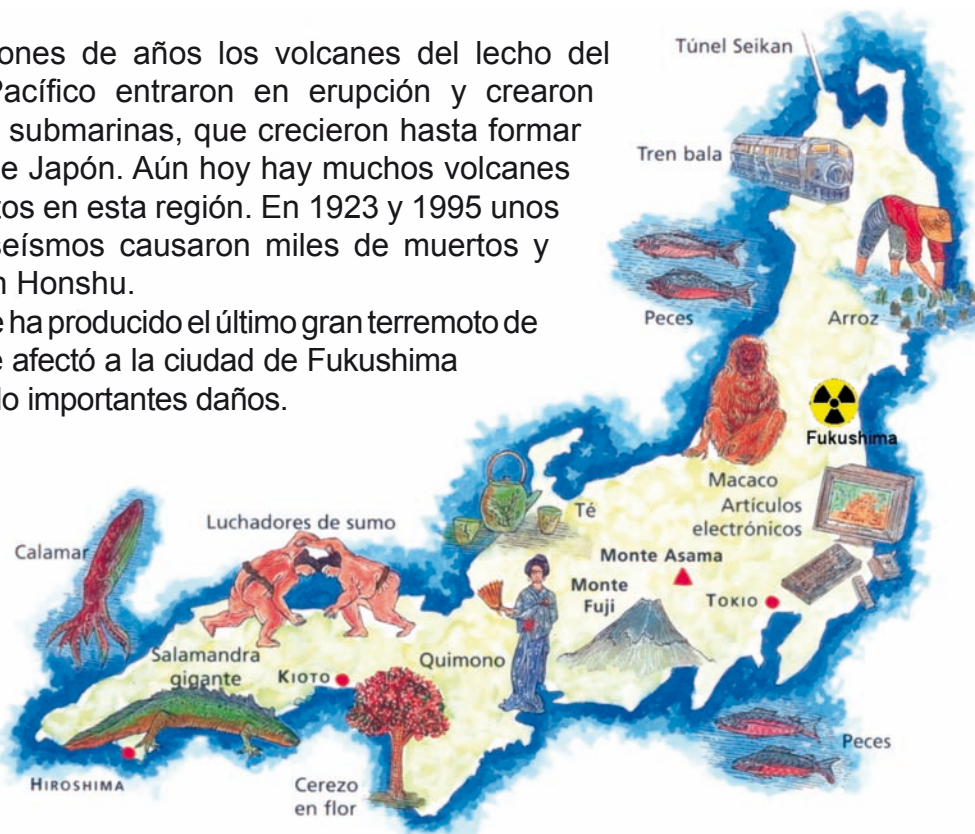 ones de años los volcanes del lecho del
Pacífico entraron en erupción y crearon
submarinas, que crecieron hasta formar
e Japón. Aún hoy hay muchos volcanes
tos en esta región. En 1923 y 1995 unos
seísmos causaron miles de muertos y
n Honshu.
e ha producido el último gran terremoto de
e afectó a la ciudad de Fukushima
do importantes daños.
Túnel Seikan
Tren bala
Peces
Arroz
Fukushima
Macaco
Artículos
electrónicos
Té
Luchadores de sumo
Calamar
Monte Asama
Monte
Fuji
TOKIO
Salamandra
gigante
KIOTO
Quimono
HIROSHIMA
Cerezo
en flor
Peces